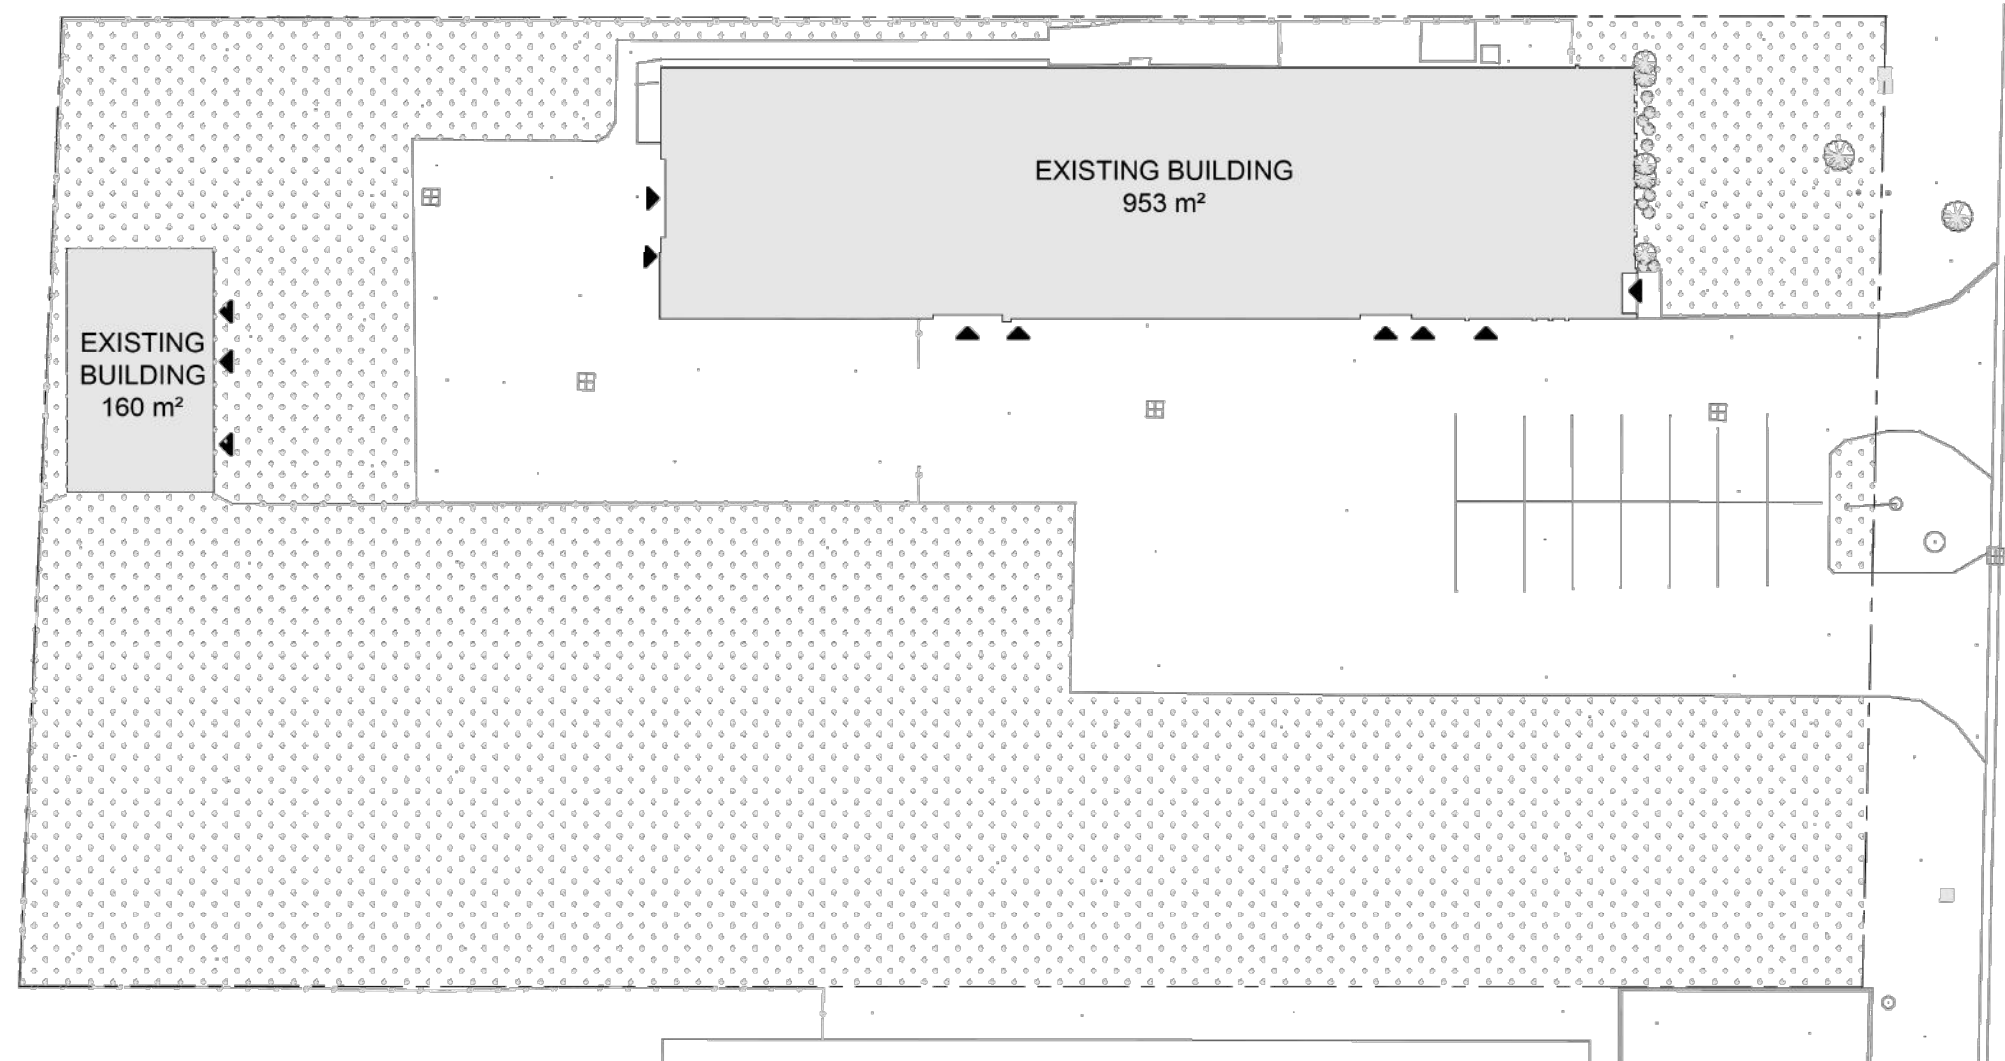 EXISTING BUILDING
953 m²
EXISTING
BUILDING
160 m²